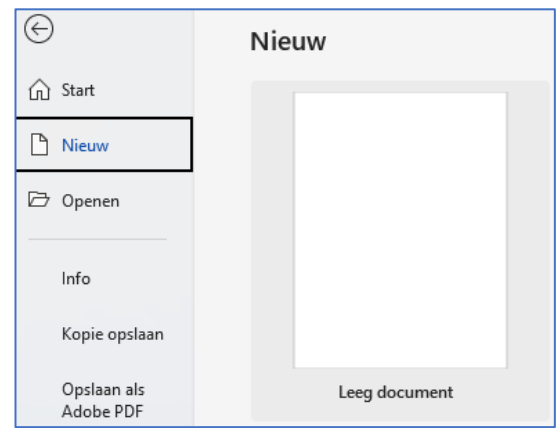 Nieuw
Start
Nieuw
Openen
Info
Kopie opslaan
Opslaan als
Adobe PDF
Leeg document